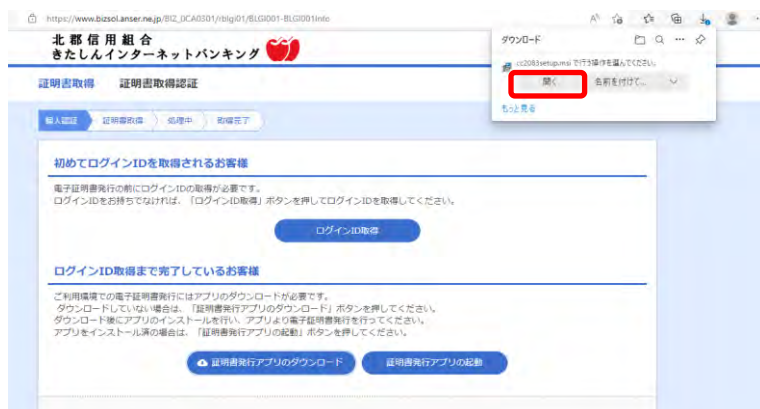 https://www.bizsol.anser.ne.jp/BIZ_0CA0301/rblgi01/BLGI001-BLGI001Info
北 郡 信 用 組 合
きたしんインターネットバンキング
ダウンロード
cc2083setup.msi で行う操作を選んでください。
開く
名前を付けて...
もっと見る
証明書取得 証明書取得認証
個人認証
証明書取得
処理中
取得完了
初めてログインIDを取得されるお客様
電子証明書発行の前にログインIDの取得が必要です。
ログインIDをお持ちでなければ、「ログインID取得」ボタンを押してログインIDを取得してください。
ログインID取得
ログインID取得まで完了しているお客様
ご利用環境での電子証明書発行にはアプリのダウンロードが必要です。
ダウンロードしていない場合は、「証明書発行アプリのダウンロード」ボタンを押してください。
ダウンロード後にアプリのインストールを行い、アプリより電子証明書発行を行ってください。
アプリをインストール済の場合は、「証明書発行アプリの起動」ボタンを押してください。
証明書発行アプリのダウンロード
証明書発行アプリの起動